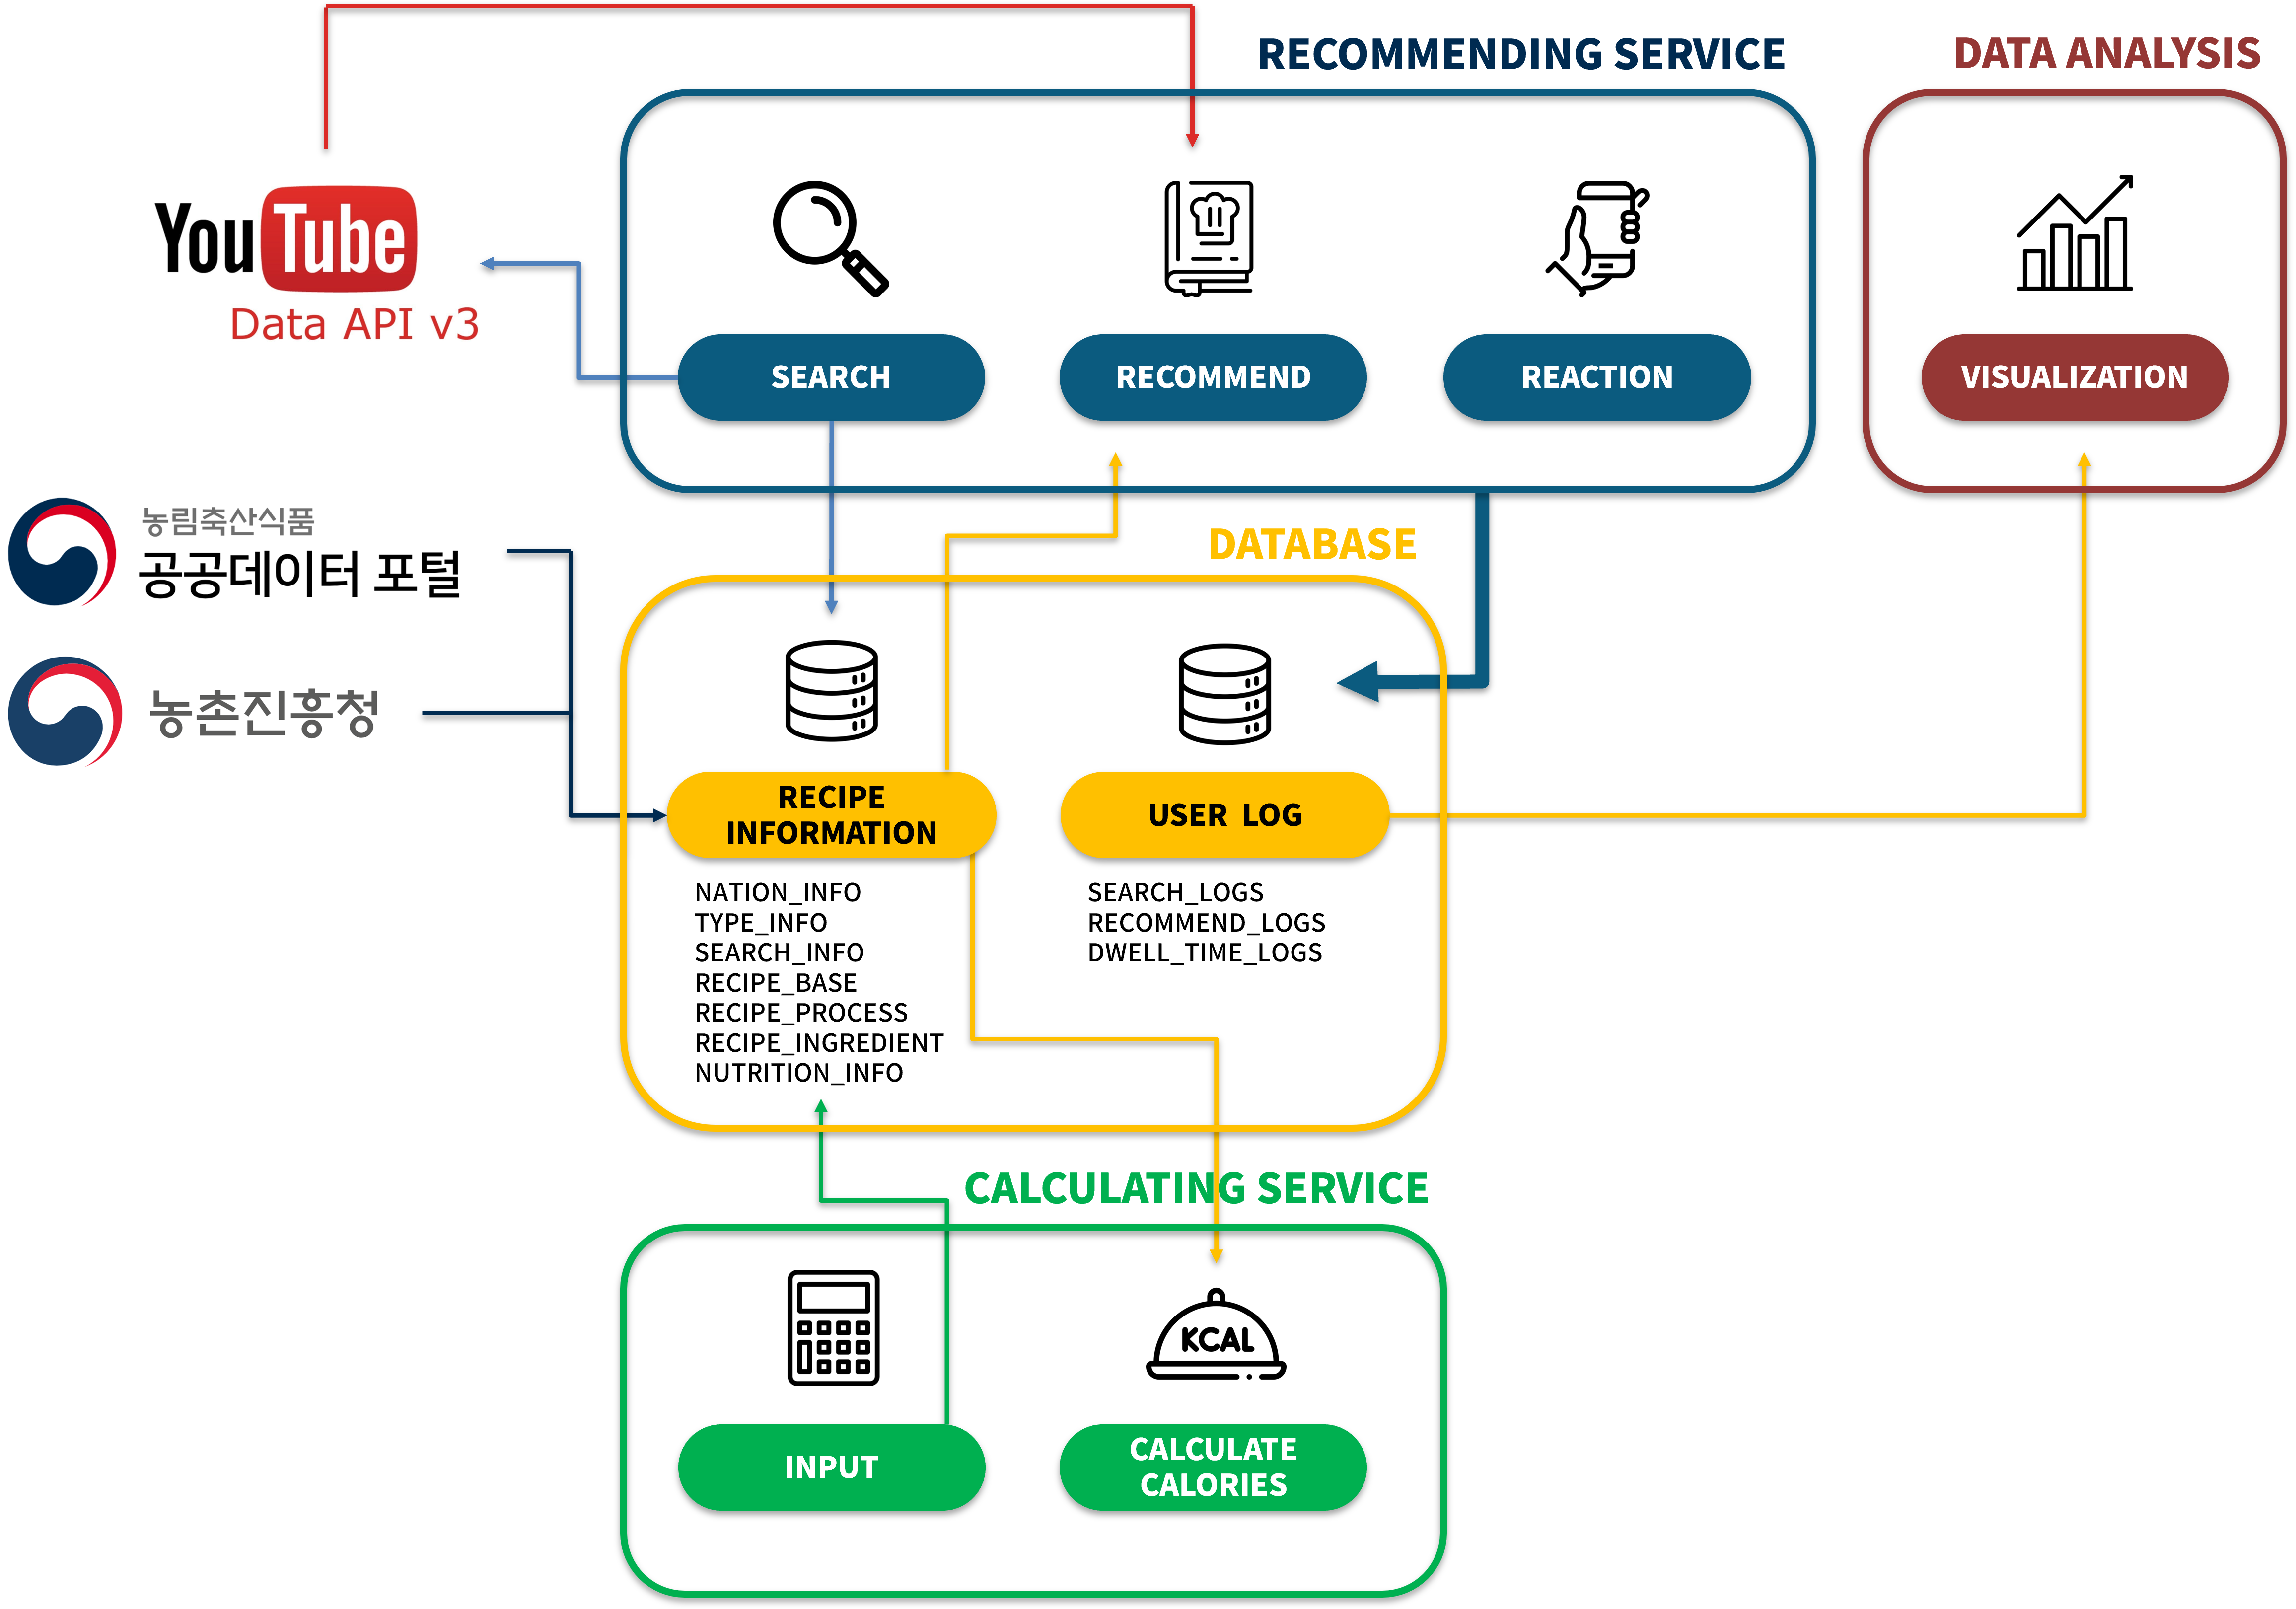 RECOMMENDING SERVICE
DATA ANALYSIS
YouTube
Data API v3
SEARCH
RECOMMEND
REACTION
VISUALIZATION
농림축산식품
공공데이터 포털
농촌진흥청
DATABASE
RECIPE
INFORMATION
USER LOG
NATION_INFO
TYPE_INFO
SEARCH_INFO
RECIPE_BASE
RECIPE_PROCESS
RECIPE_INGREDIENT
NUTRITION_INFO
SEARCH_LOGS
RECOMMEND_LOGS
DWELL_TIME_LOGS
CALCULATING SERVICE
KCAL
INPUT
CALCULATE
CALORIES